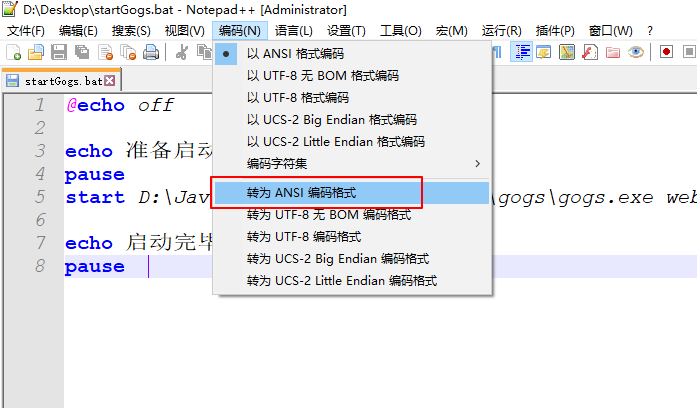 D:\Desktop\startGogs.bat - Notepad++ [Administrator]
文件(F) 编辑(E) 搜索(S) 视图(V) 编码(N) 语言(L) 设置(T) 工具(O) 宏(M) 运行(R) 插件(P) 窗口(W) ?
startGogs.bat
以 ANSI 格式编码
以 UTF-8 无 BOM 格式编码
以 UTF-8 格式编码
以 UCS-2 Big Endian 格式编码
以 UCS-2 Little Endian 格式编码
编码字符集
转为 ANSI 编码格式
转为 UTF-8 无 BOM 编码格式
转为 UTF-8 编码格式
转为 UCS-2 Big Endian 编码格式
转为 UCS-2 Little Endian 编码格式
1 @echo off
2
3 echo 准备启动
4 pause
5 start D:\Jav \gogs\gogs.exe web
6
7 echo 启动完毕
8 pause